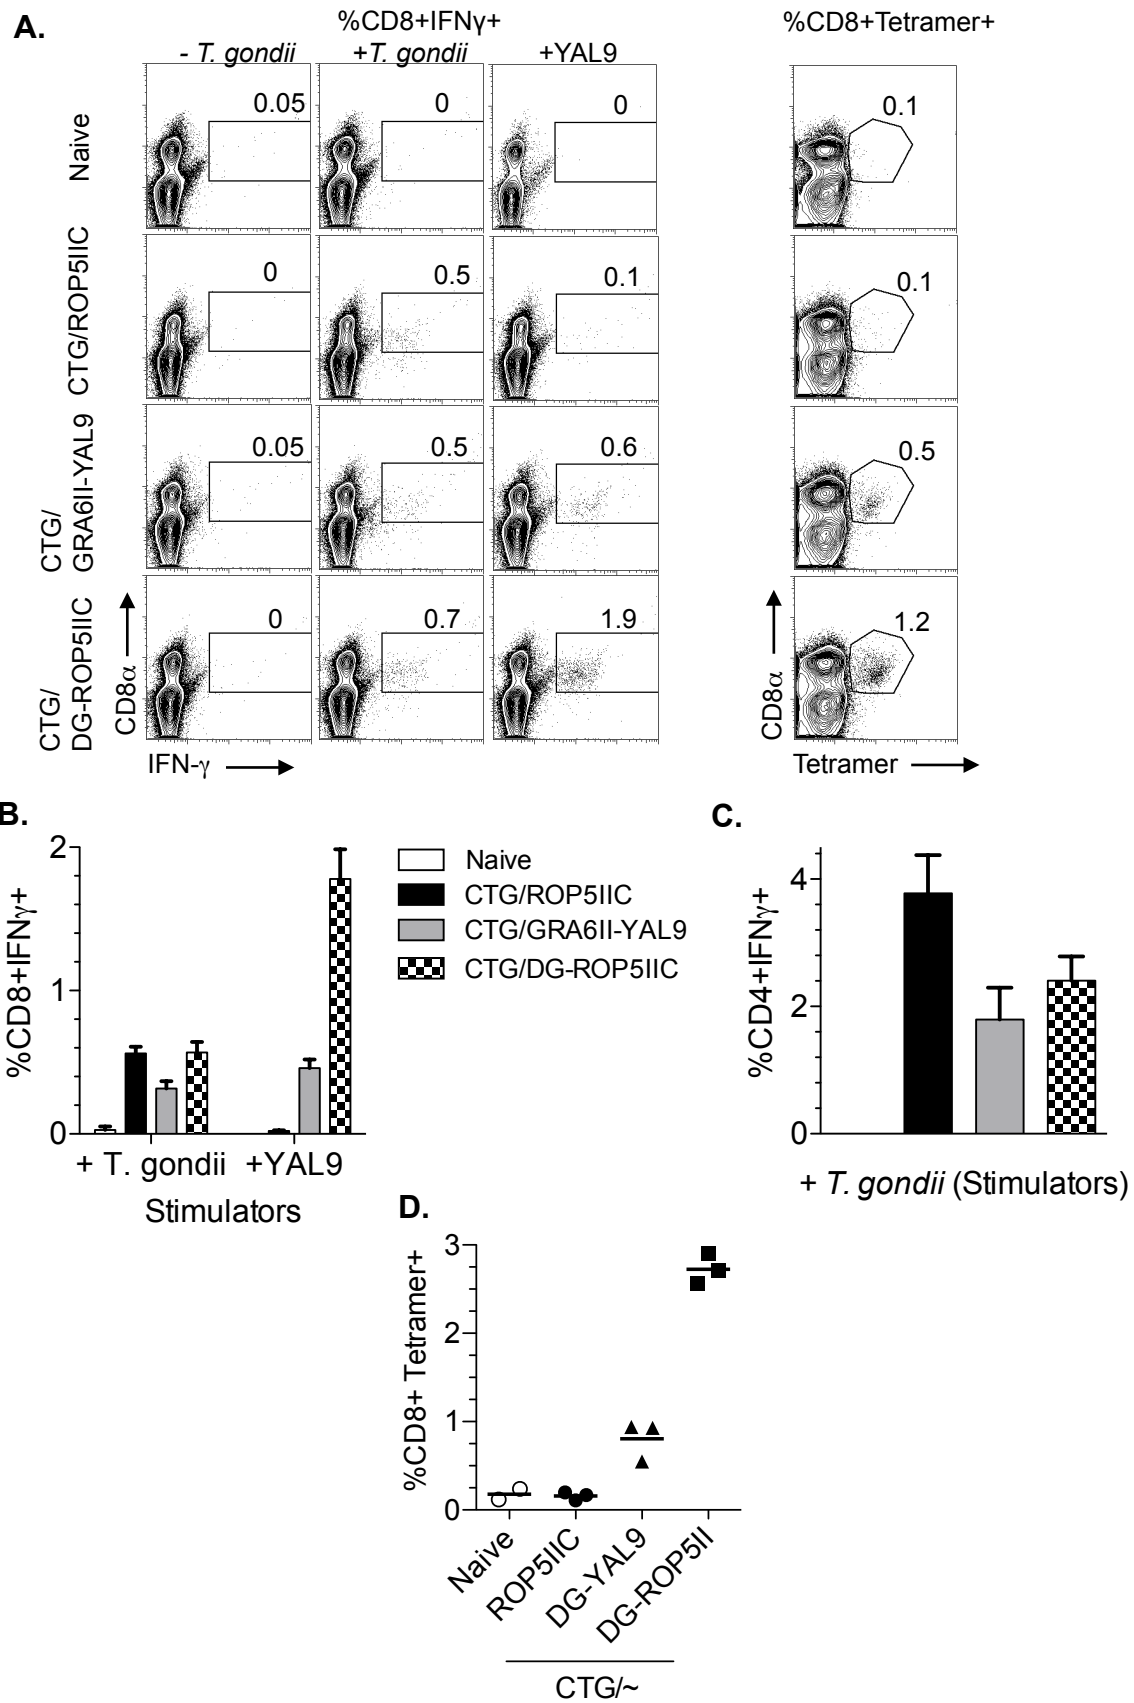 A.
%CD8+IFNγ+
%CD8+Tetramer+
- T. gondii
+T. gondii
+YAL9
Naive
0.05
0
0
0.1
CTG/ROP5IIC
0
0.5
0.1
0.1
CTG/
GRA6II-YAL9
0.05
0.5
0.6
0.5
CTG/
DG-ROP5IIC
0
0.7
1.9
1.2
CD8α
CD8α
IFN-γ
Tetramer
B.
%CD8+IFNγ+
2
1
0
+ T. gondii
+YAL9
Stimulators
Naive
CTG/ROP5IIC
CTG/GRA6II-YAL9
CTG/DG-ROP5IIC
C.
%CD4+IFNγ+
4
2
0
+ T. gondii (Stimulators)
D.
%CD8+ Tetramer+
3
2
1
0
Naive
ROP5IIC
DG-YAL9
DG-ROP5II
CTG/~